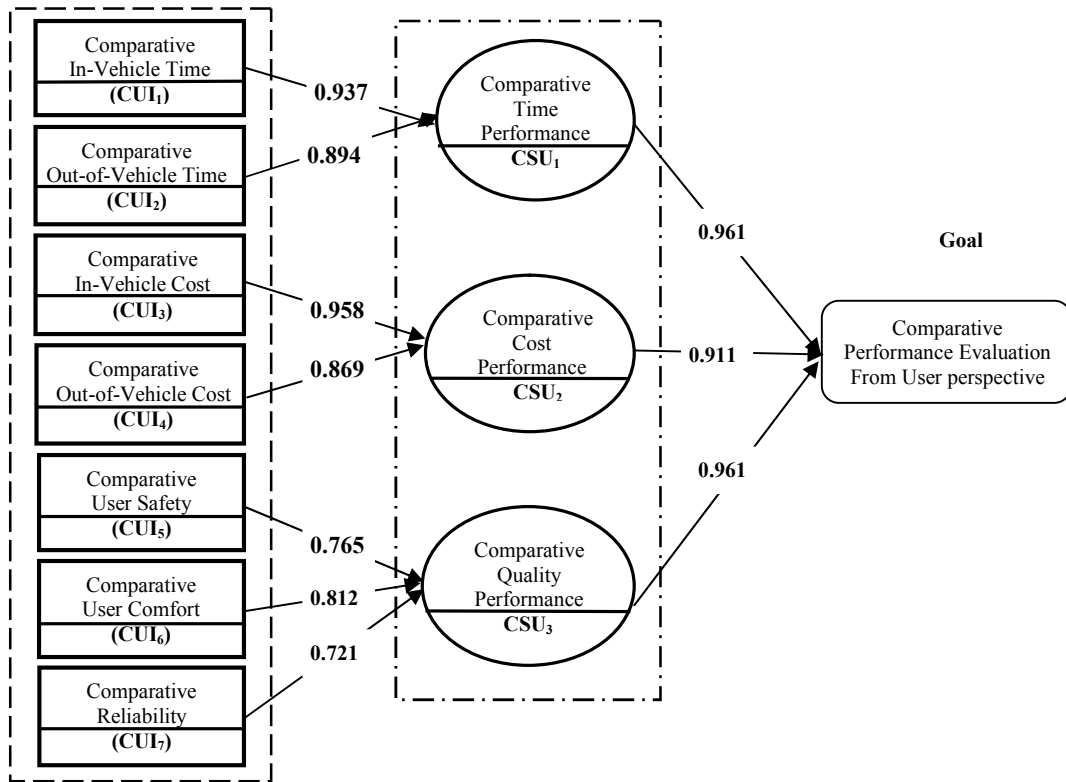 Comparative
In-Vehicle Time
(CUI₁)
Comparative
Out-of-Vehicle Time
(CUI₂)
Comparative
In-Vehicle Cost
(CUI₃)
Comparative
Out-of-Vehicle Cost
(CUI₄)
Comparative
User Safety
(CUI₅)
Comparative
User Comfort
(CUI₆)
Comparative
Reliability
(CUI₇)
0.937
0.894
0.958
0.869
0.765
0.812
0.721
Comparative
Time
Performance
CSU₁
Comparative
Cost
Performance
CSU₂
Comparative
Quality
Performance
CSU₃
0.961
0.911
0.961
Goal
Comparative
Performance Evaluation
From User perspective